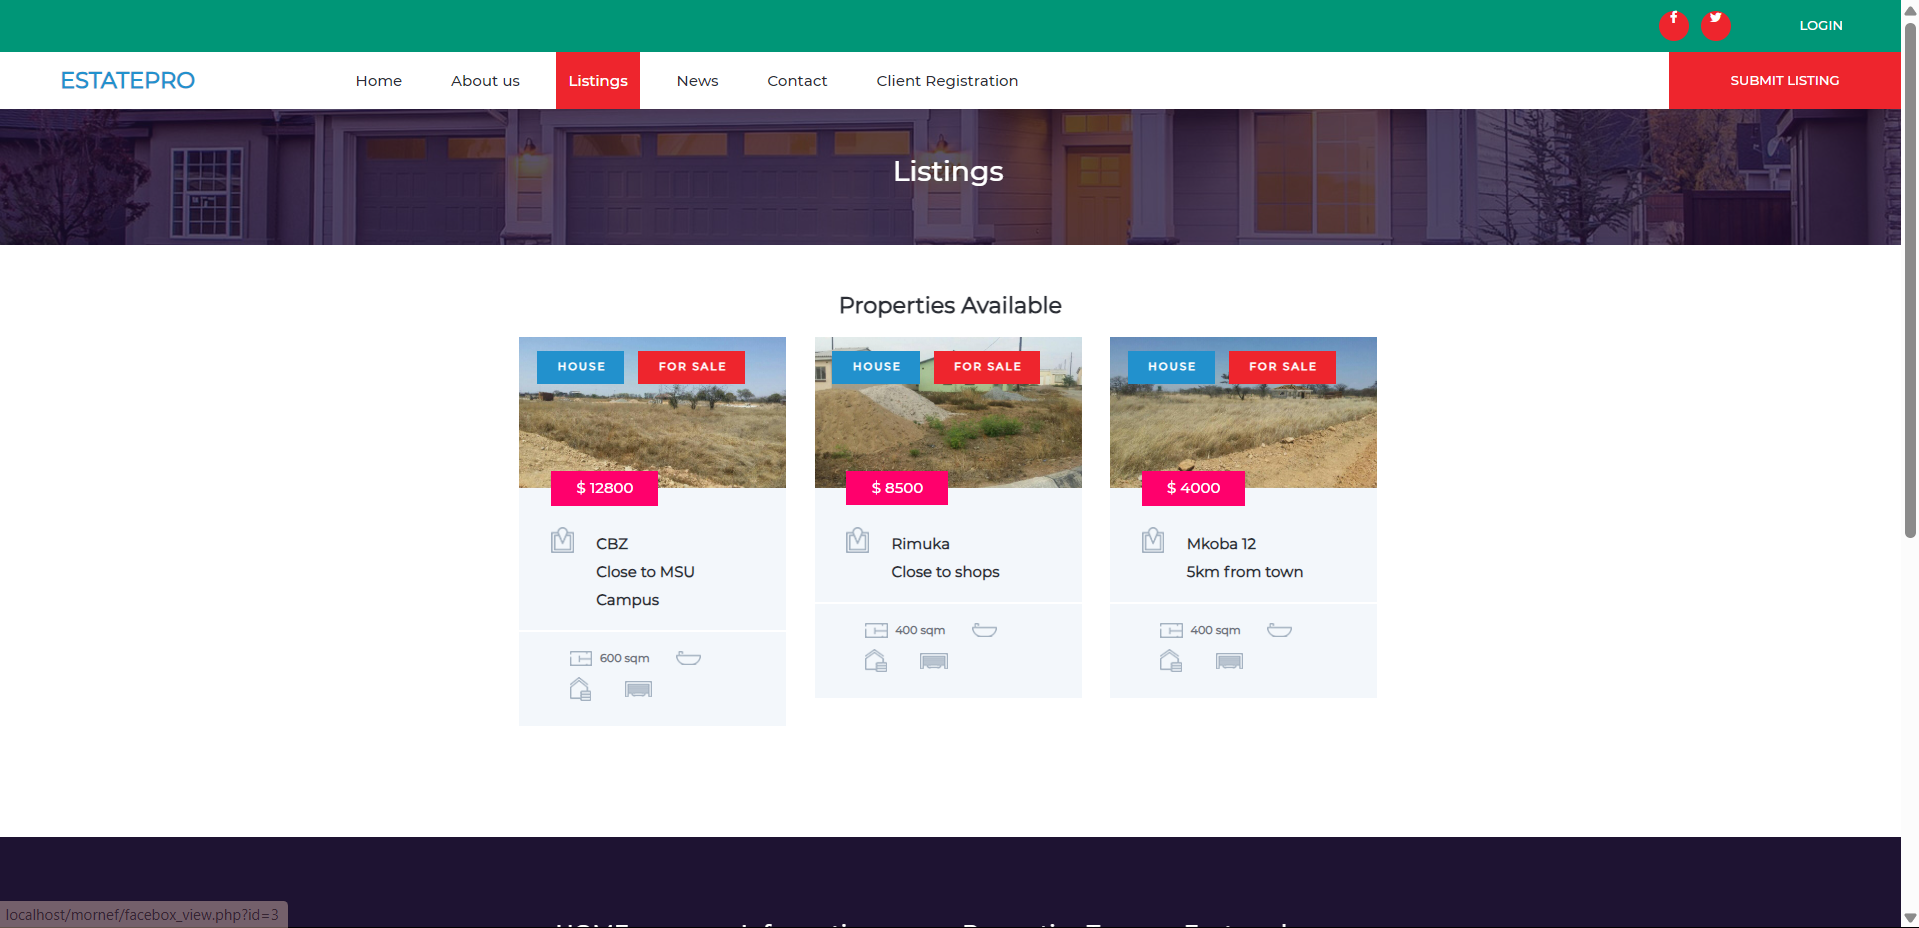 LOGIN
ESTATEPRO
Home
About us
Listings
News
Contact
Client Registration
SUBMIT LISTING
Listings
Properties Available
HOUSE
FOR SALE
$ 12800
CBZ
Close to MSU
Campus
600 sqm
HOUSE
FOR SALE
$ 8500
Rimuka
Close to shops
400 sqm
HOUSE
FOR SALE
$ 4000
Mkoba 12
5km from town
400 sqm
localhost/mornef/facebox_view.php?id=3